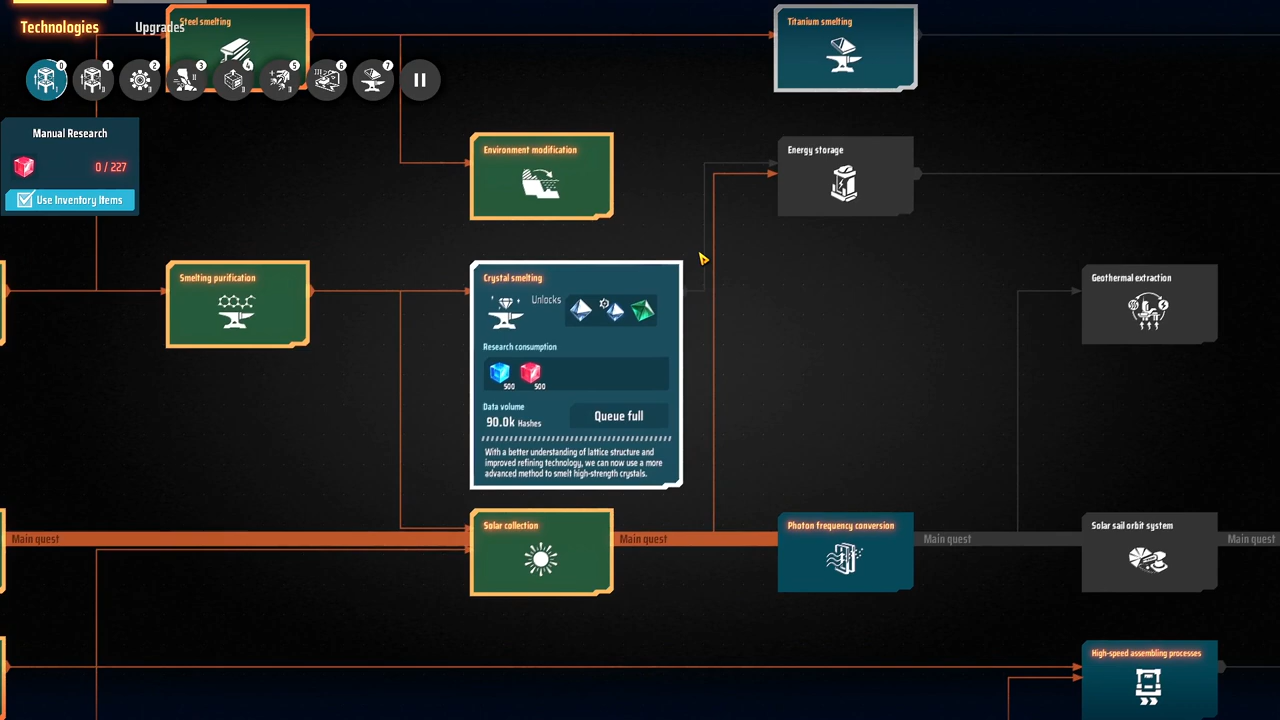 Technologies
Upgrades
Steel smelting
Titanium smelting
0
1
2
3
4
5
6
7
Manual Research
0 / 227
Use Inventory Items
Environment modification
Energy storage
Smelting purification
Crystal smelting
Unlocks
Research consumption
500
500
Data volume
90.0k Hashes
Queue full
With a better understanding of lattice structure and
improved refining technology, we can now use a more
advanced method to smelt high-strength crystals.
Geothermal extraction
Main quest
Solar collection
Main quest
Photon frequency conversion
Main quest
Solar sail orbit system
Main quest
High-speed assembling processes